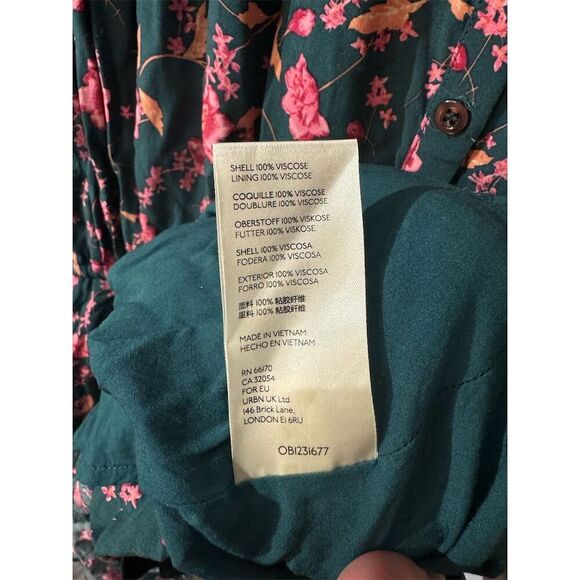 SHELL 100% VISCOSE
LINING 100% VISCOSE
COQUILLE 100% VISCOSE
DOUBLURE 100% VISCOSE
OBERSTOFF 100% VISKOSE
FUTTER 100% VISKOSE
SHELL 100% VISCOSA
FODERA 100% VISCOSA
EXTERIOR 100% VISCOSA
FORRO 100% VISCOSA
面料 100% 粘胶纤维
里料 100% 粘胶纤维
MADE IN VIETNAM
HECHO EN VIETNAM
RN 66170
CA 32054
FOR EU
URBN UK Ltd.
146 Brick Lane,
LONDON E1 6RU
OB1231677